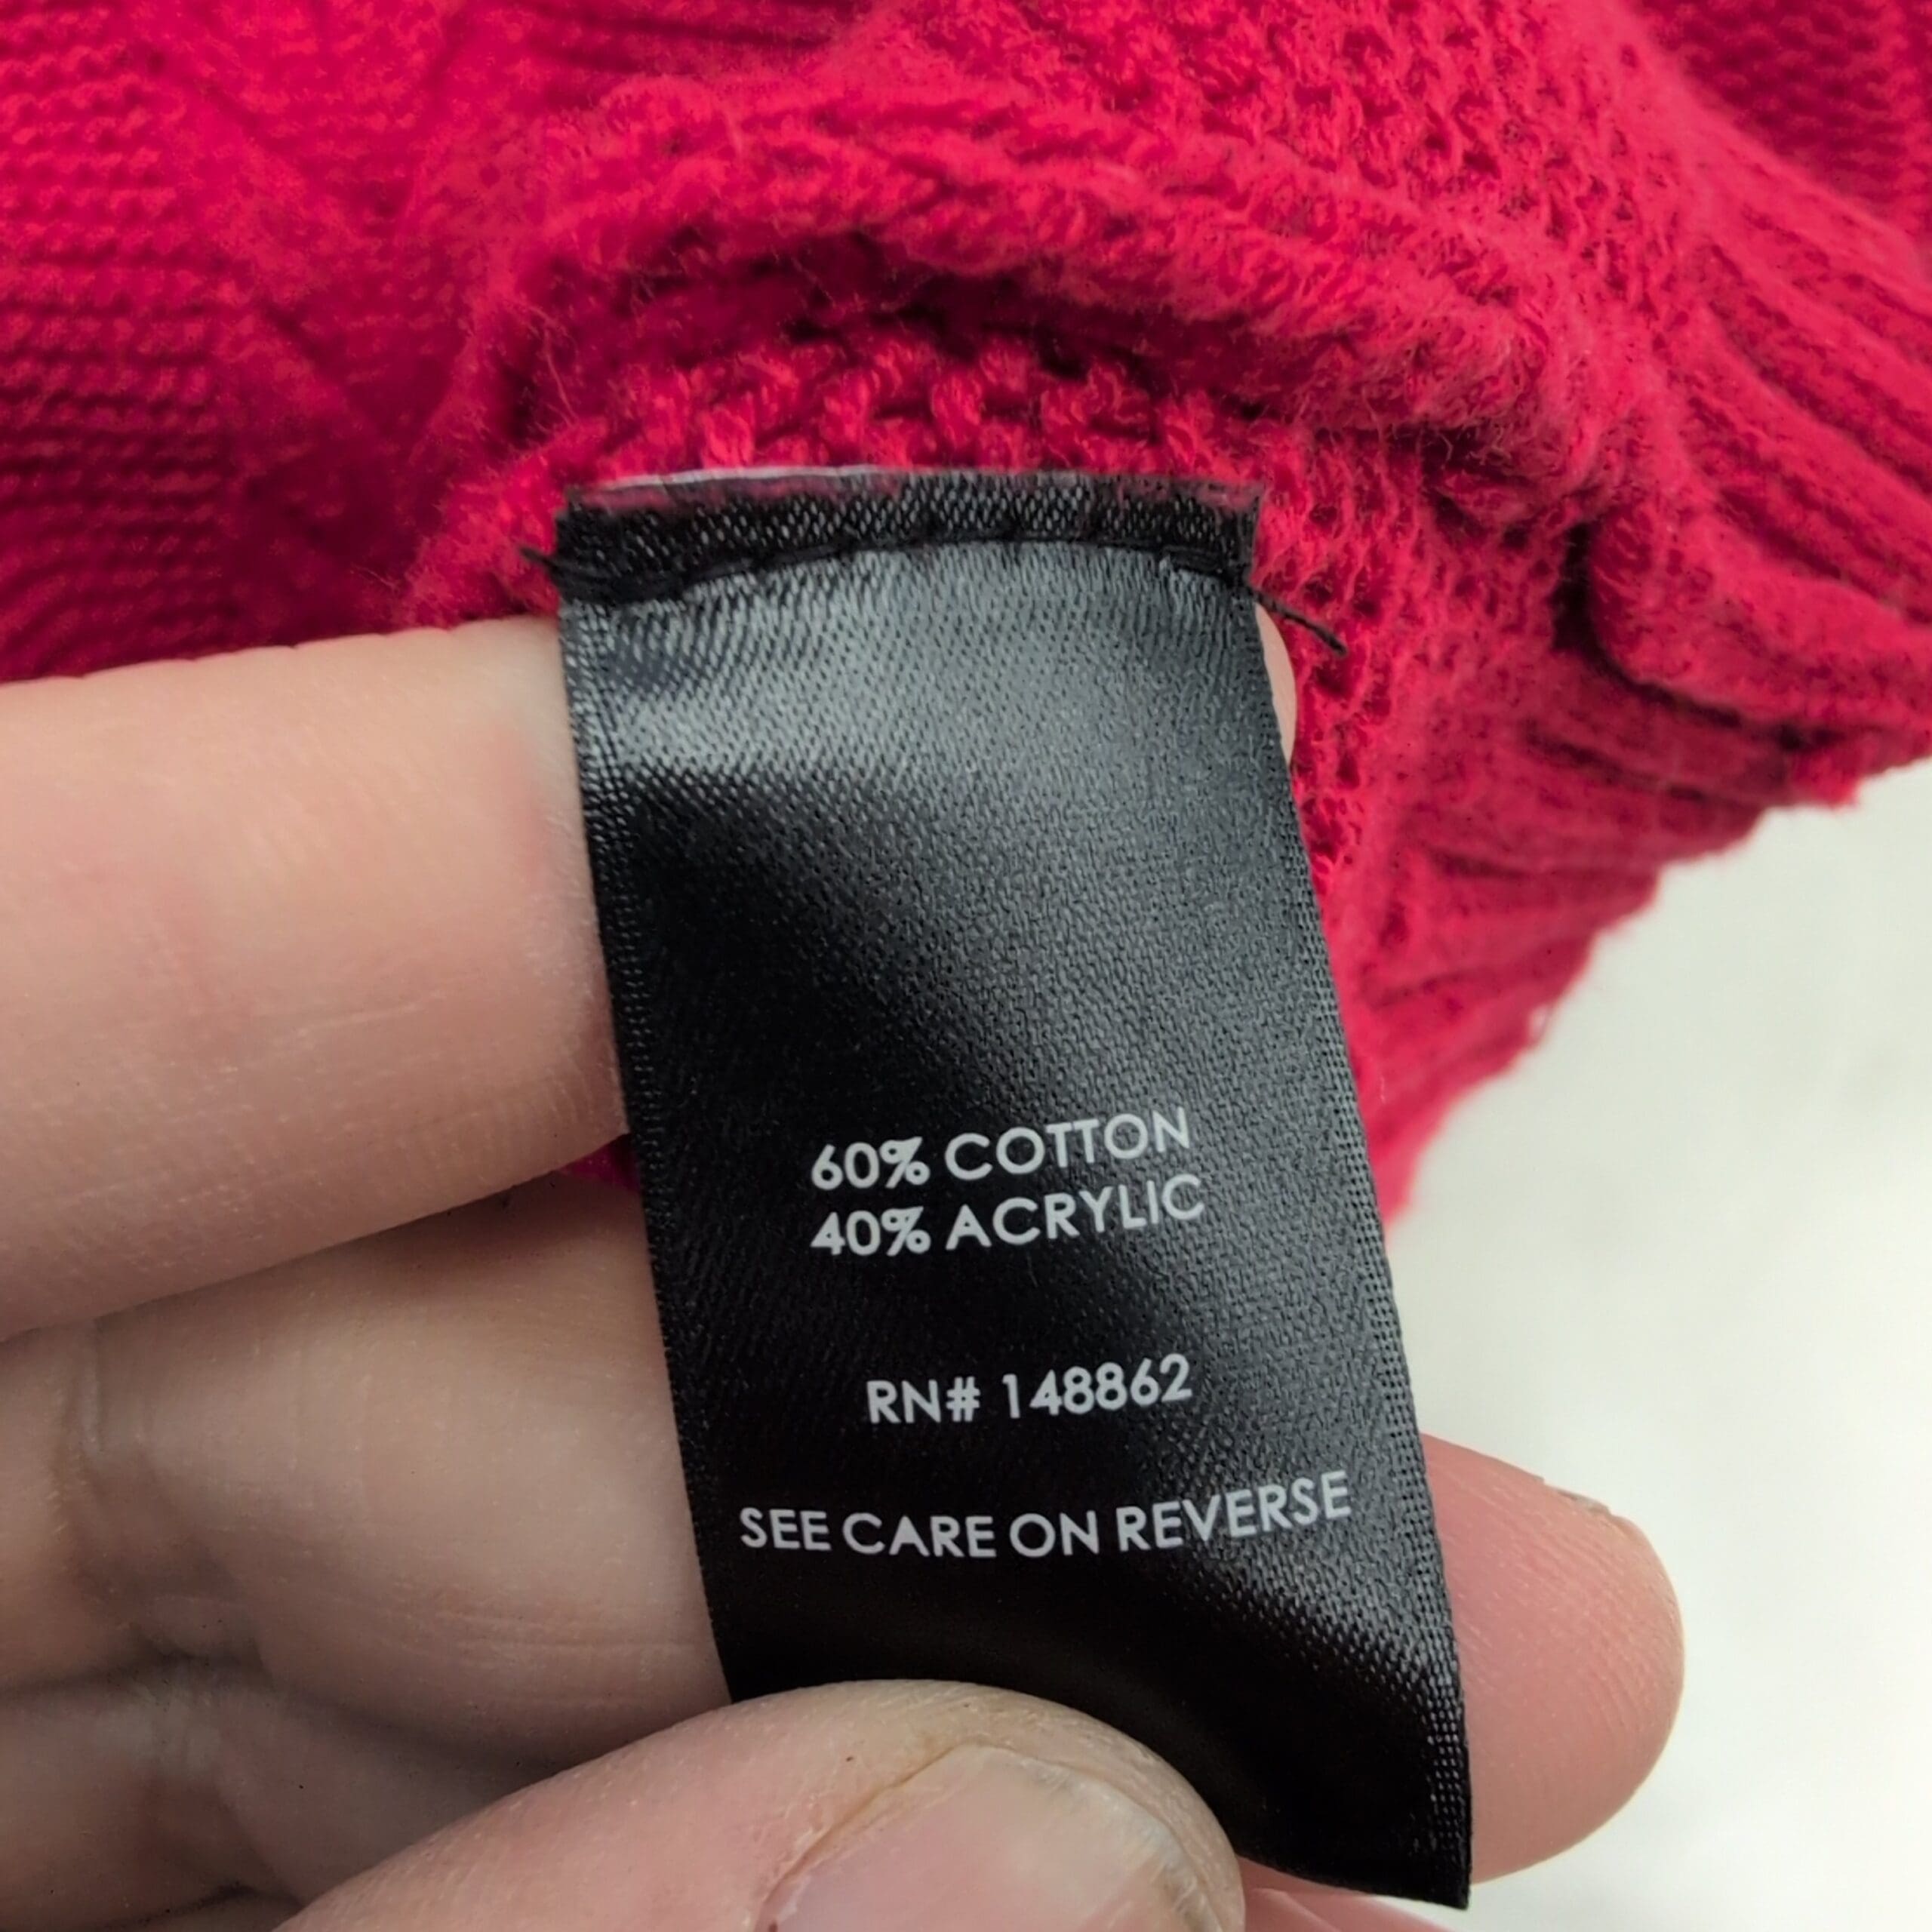 60% COTTON
40% ACRYLIC
RN# 148862
SEE CARE ON REVERSE